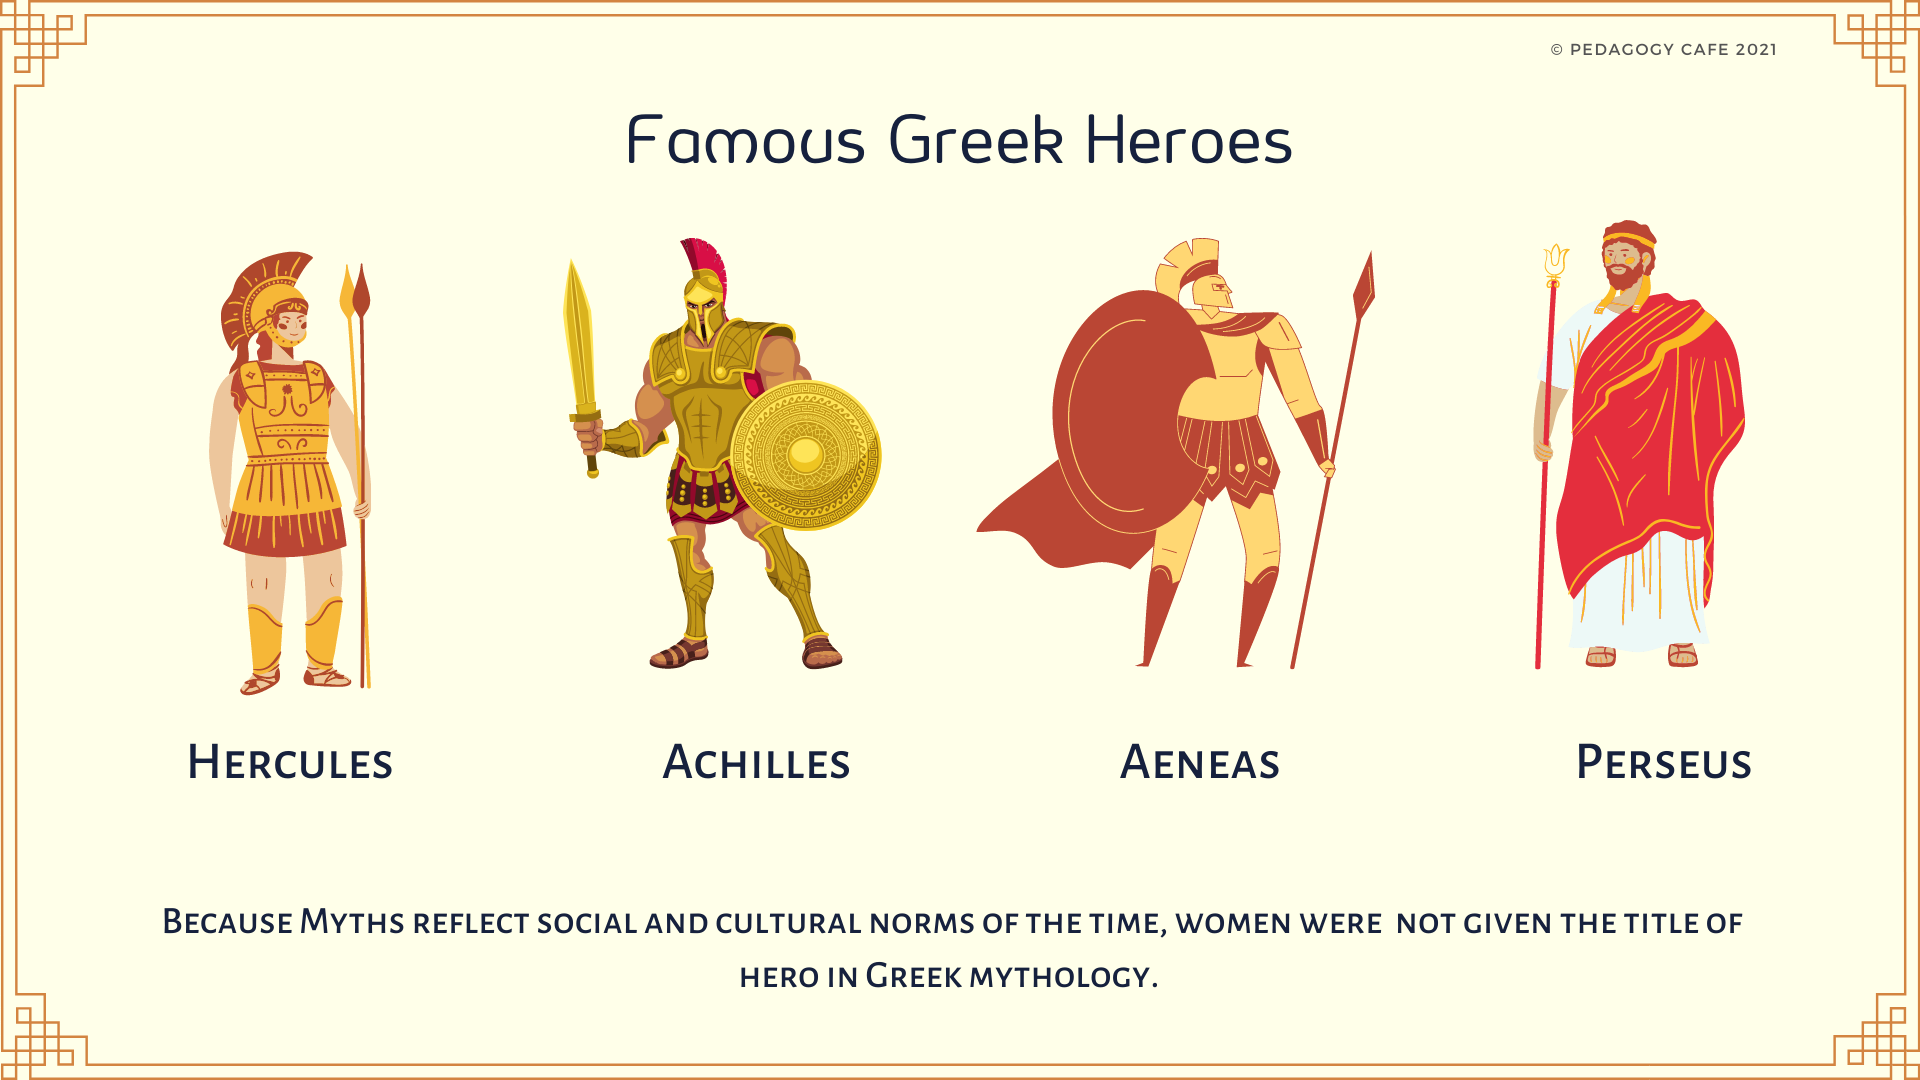 © PEDAGOGY CAFE 2021
Famous Greek Heroes
Hercules
Achilles
Aeneas
Perseus
Because Myths reflect social and cultural norms of the time, women were not given the title of
hero in Greek mythology.